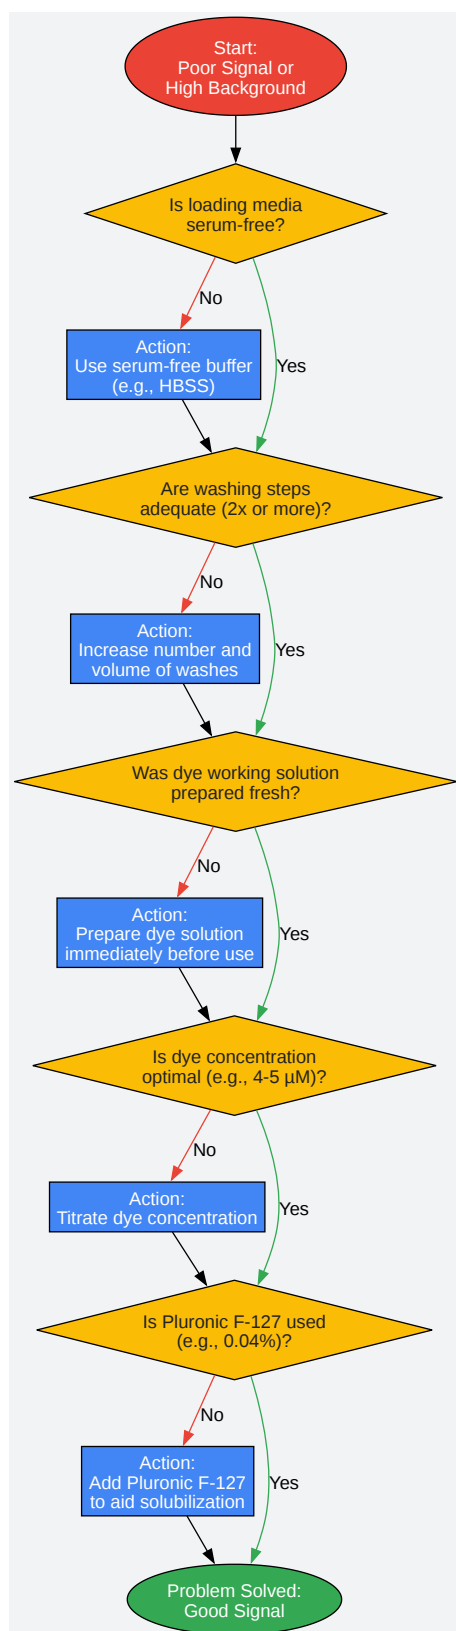 Start:
Poor Signal or
High Background
Is loading media
serum-free?
No
Yes
Action:
Use serum-free buffer
(e.g., HBSS)
Are washing steps
adequate (2x or more)?
No
Yes
Action:
Increase number and
volume of washes
Was dye working solution
prepared fresh?
No
Yes
Action:
Prepare dye solution
immediately before use
Is dye concentration
optimal (e.g., 4-5 µM)?
No
Yes
Action:
Titrate dye concentration
Is Pluronic F-127 used
(e.g., 0.04%)?
No
Yes
Action:
Add Pluronic F-127
to aid solubilization
Problem Solved:
Good Signal